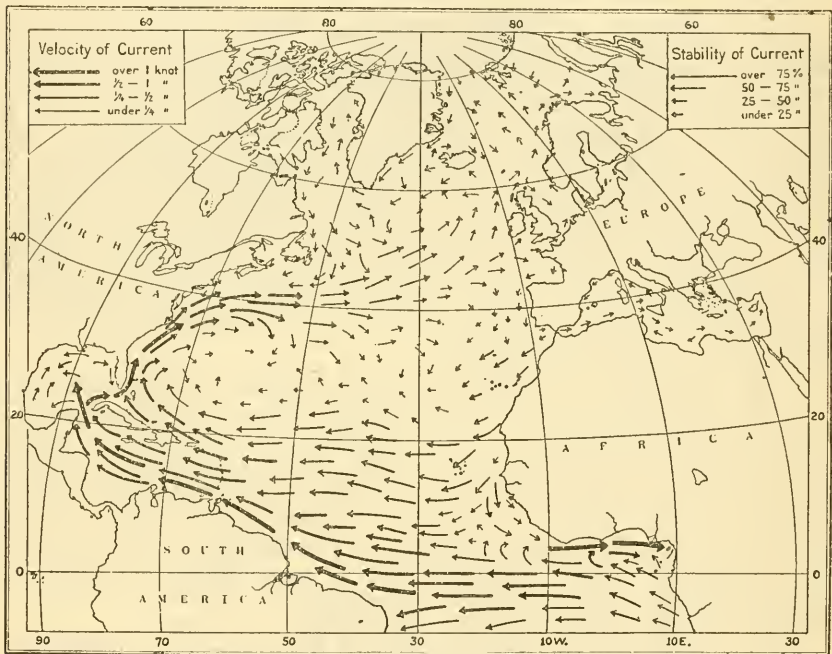 60
80
80
60
Velocity of Current
over 1 knot
½ – 1 "
¼ – ½ "
under ¼ "
Stability of Current
over 75 %
50 – 75 "
25 – 50 "
under 25 "
NORTH
AMERICA
EUROPE
40
40
20
20
AFRICA
SOUTH
AMERICA
0
0
90
70
50
30
10 W.
10 E.
30